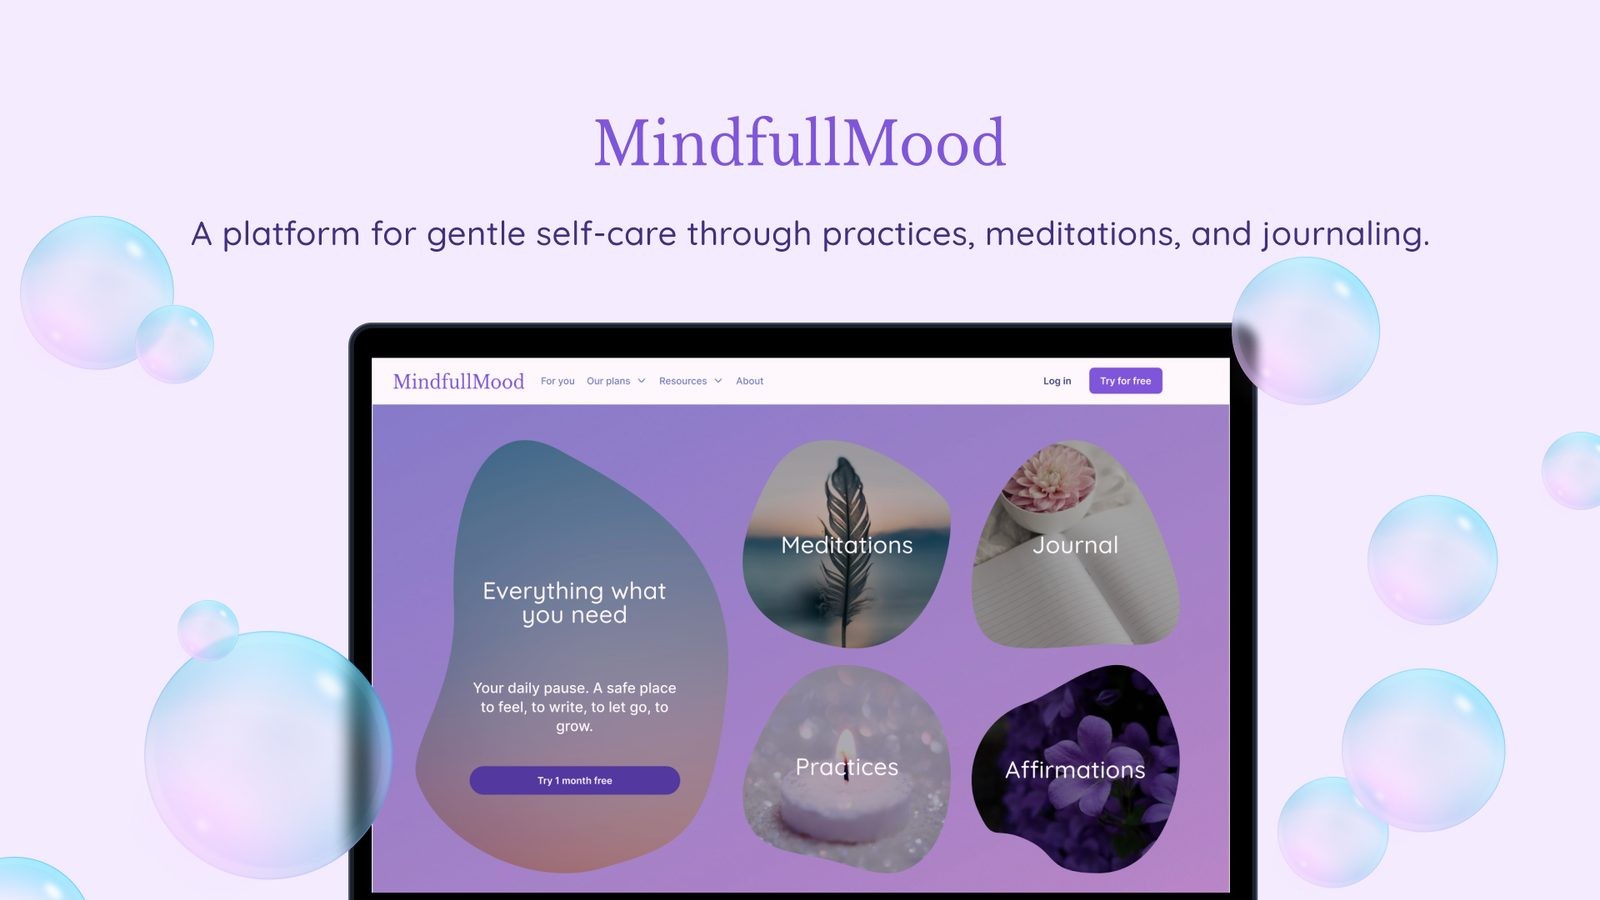 MindfullMood
A platform for gentle self-care through practices, meditations, and journaling.
MindfullMood For you Our plans Resources About Log in Try for free
Everything what
you need
Your daily pause. A safe place
to feel, to write, to let go, to
grow.
Try 1 month free
Meditations
Journal
Practices
Affirmations